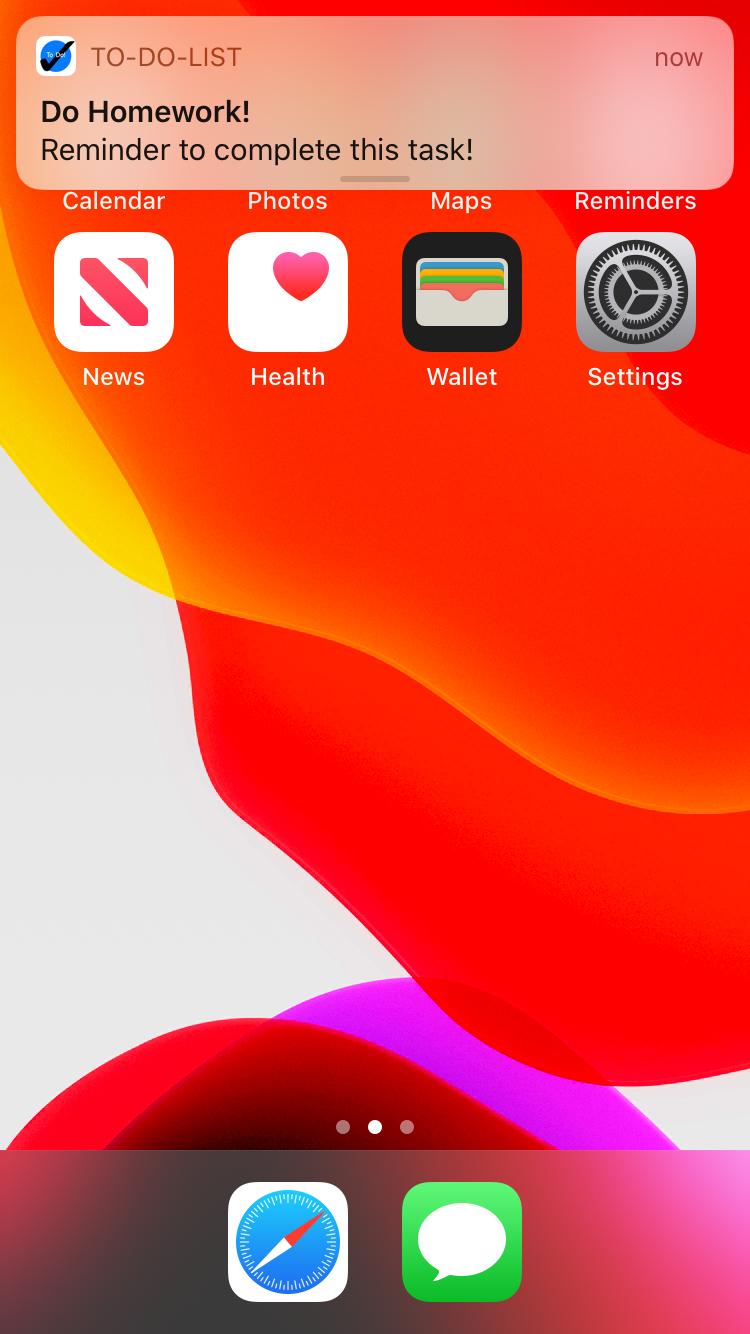 To Do!
TO-DO-LIST
now
Do Homework!
Reminder to complete this task!
Calendar
Photos
Maps
Reminders
News
Health
Wallet
Settings